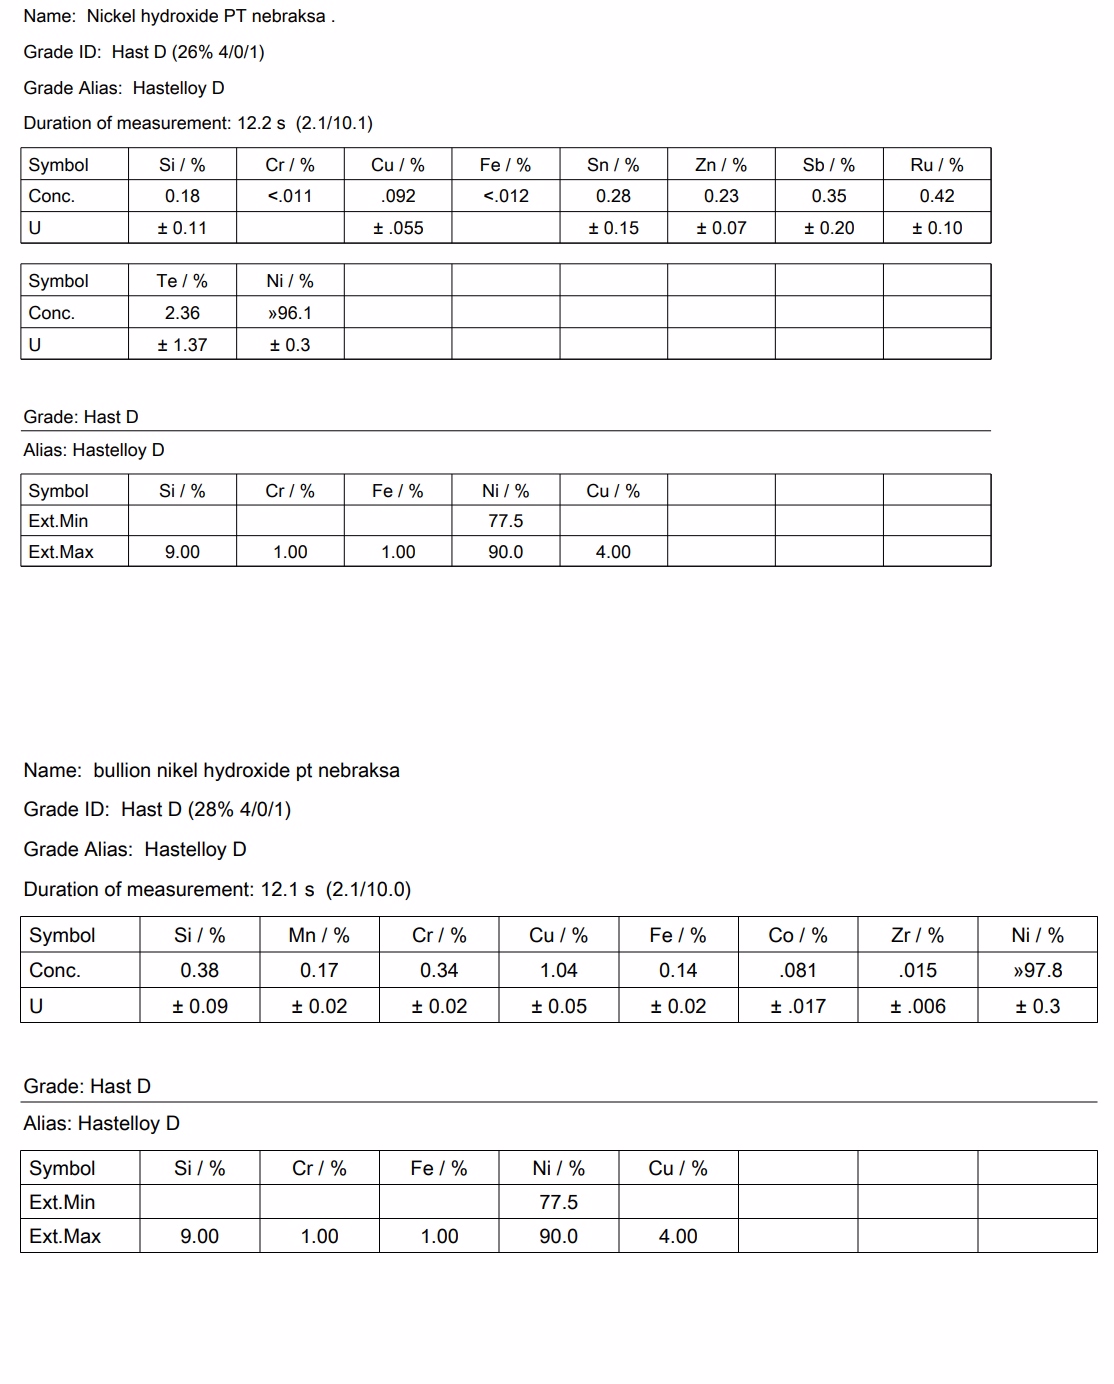 Name: Nickel hydroxide PT nebraksa .
Grade ID: Hast D (26% 4/0/1)
Grade Alias: Hastelloy D
Duration of measurement: 12.2 s (2.1/10.1)
Symbol Si / % Cr / % Cu / % Fe / % Sn / % Zn / % Sb / % Ru / %
Conc. 0.18 <.011 .092 <.012 0.28 0.23 0.35 0.42
U ± 0.11 ± .055 ± 0.15 ± 0.07 ± 0.20 ± 0.10
Symbol Te / % Ni / %
Conc. 2.36 »96.1
U ± 1.37 ± 0.3
Grade: Hast D
Alias: Hastelloy D
Symbol Si / % Cr / % Fe / % Ni / % Cu / %
Ext.Min 77.5
Ext.Max 9.00 1.00 1.00 90.0 4.00
Name: bullion nikel hydroxide pt nebraksa
Grade ID: Hast D (28% 4/0/1)
Grade Alias: Hastelloy D
Duration of measurement: 12.1 s (2.1/10.0)
Symbol Si / % Mn / % Cr / % Cu / % Fe / % Co / % Zr / % Ni / %
Conc. 0.38 0.17 0.34 1.04 0.14 .081 .015 »97.8
U ± 0.09 ± 0.02 ± 0.02 ± 0.05 ± 0.02 ± .017 ± .006 ± 0.3
Grade: Hast D
Alias: Hastelloy D
Symbol Si / % Cr / % Fe / % Ni / % Cu / %
Ext.Min 77.5
Ext.Max 9.00 1.00 1.00 90.0 4.00